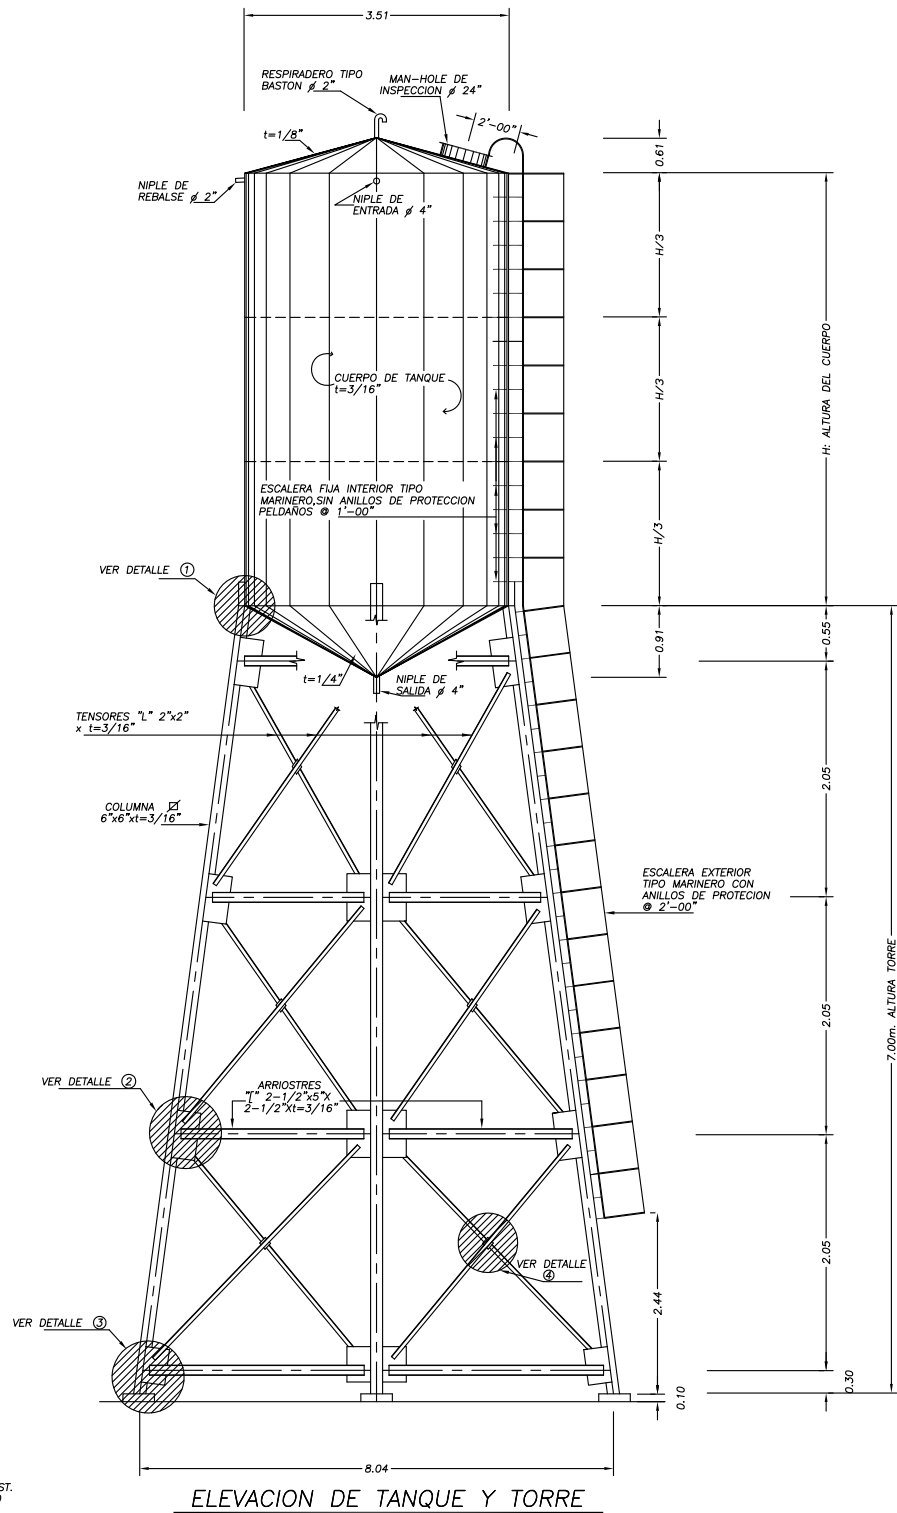 3.51
RESPIRADERO TIPO
BASTON ø 2"
MAN-HOLE DE
INSPECCION ø 24"
2'-00"
t=1/8"
0.61
NIPLE DE
REBALSE ø 2"
NIPLE DE
ENTRADA ø 4"
H/3
CUERPO DE TANQUE
t=3/16"
H/3
H: ALTURA DEL CUERPO
ESCALERA FIJA INTERIOR TIPO
MARINERO,SIN ANILLOS DE PROTECCION
PELDAÑOS @ 1'-00"
H/3
VER DETALLE 1
0.91
0.55
t=1/4"
NIPLE DE
SALIDA ø 4"
TENSORES "L" 2"x2"
x t=3/16"
2.05
COLUMNA
6"x6"xt=3/16"
ESCALERA EXTERIOR
TIPO MARINERO CON
ANILLOS DE PROTECION
@ 2'-00"
2.05
7.00m. ALTURA TORRE
VER DETALLE 2
ARRIOSTRES
"[" 2-1/2"x5"X
2-1/2"Xt=3/16"
2.05
VER DETALLE
4
2.44
VER DETALLE 3
0.30
0.10
8.04
ST.
ELEVACION DE TANQUE Y TORRE